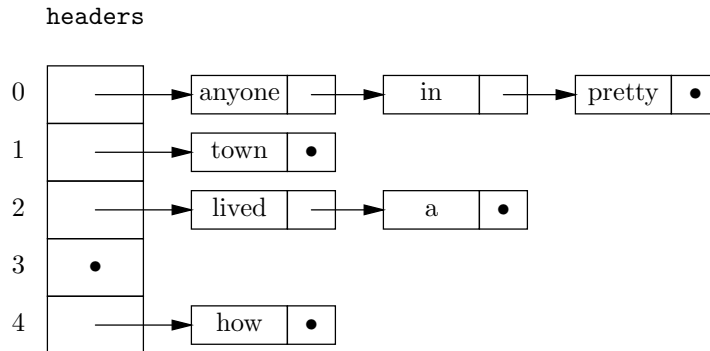 headers
0 anyone in pretty
1 town
2 lived a
3
4 how